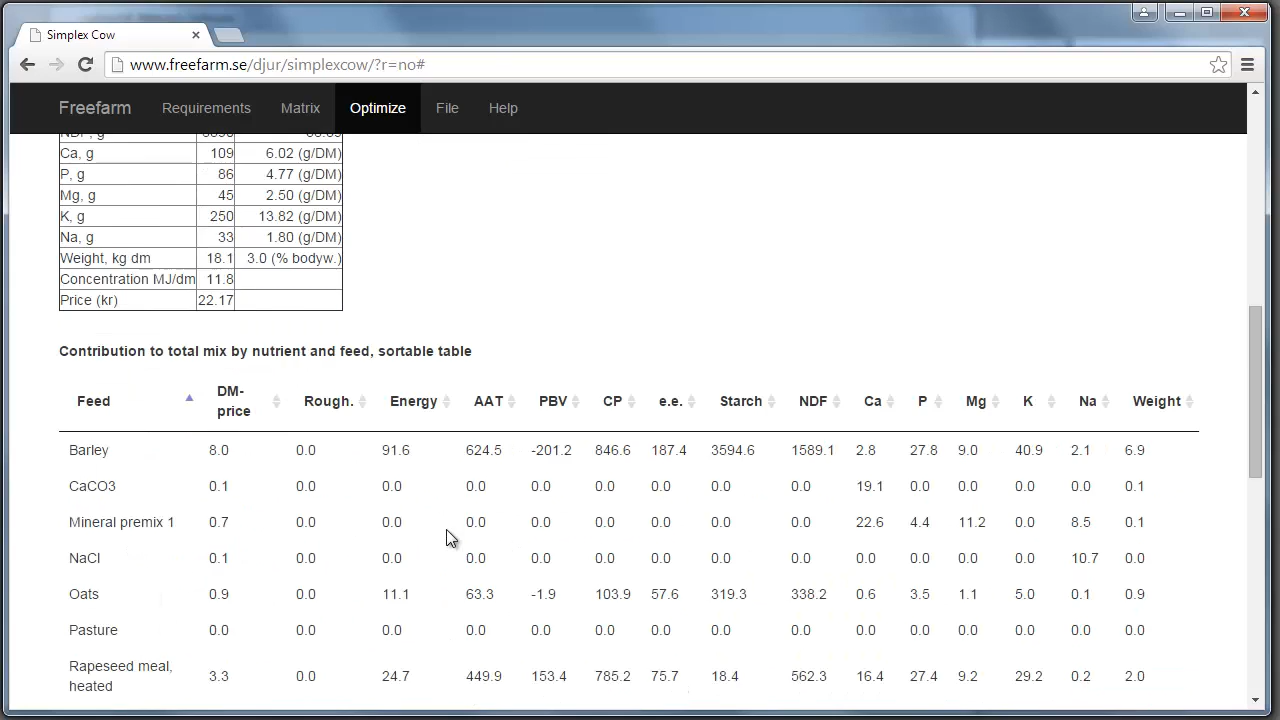 Simplex Cow
www.freefarm.se/djur/simplexcow/?r=no#
Freefarm Requirements Matrix Optimize File Help
Ca, g 109 6.02 (g/DM)
P, g 86 4.77 (g/DM)
Mg, g 45 2.50 (g/DM)
K, g 250 13.82 (g/DM)
Na, g 33 1.80 (g/DM)
Weight, kg dm 18.1 3.0 (% bodyw.)
Concentration MJ/dm 11.8
Price (kr) 22.17
Contribution to total mix by nutrient and feed, sortable table
Feed DM-price Rough. Energy AAT PBV CP e.e. Starch NDF Ca P Mg K Na Weight
Barley 8.0 0.0 91.6 624.5 -201.2 846.6 187.4 3594.6 1589.1 2.8 27.8 9.0 40.9 2.1 6.9
CaCO3 0.1 0.0 0.0 0.0 0.0 0.0 0.0 0.0 0.0 19.1 0.0 0.0 0.0 0.0 0.1
Mineral premix 1 0.7 0.0 0.0 0.0 0.0 0.0 0.0 0.0 0.0 22.6 4.4 11.2 0.0 8.5 0.1
NaCl 0.1 0.0 0.0 0.0 0.0 0.0 0.0 0.0 0.0 0.0 0.0 0.0 0.0 10.7 0.0
Oats 0.9 0.0 11.1 63.3 -1.9 103.9 57.6 319.3 338.2 0.6 3.5 1.1 5.0 0.1 0.9
Pasture 0.0 0.0 0.0 0.0 0.0 0.0 0.0 0.0 0.0 0.0 0.0 0.0 0.0 0.0 0.0
Rapeseed meal, heated 3.3 0.0 24.7 449.9 153.4 785.2 75.7 18.4 562.3 16.4 27.4 9.2 29.2 0.2 2.0